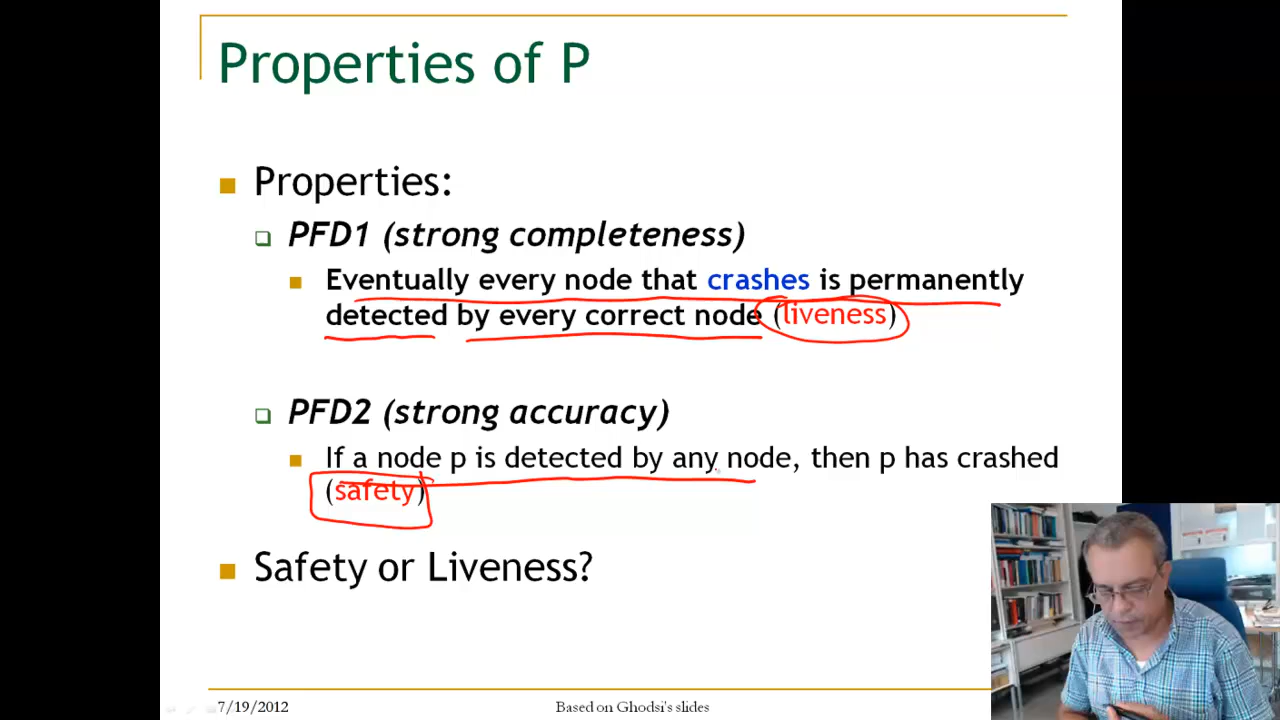 Properties of P
Properties:
PFD1 (strong completeness)
Eventually every node that crashes is permanently
detected by every correct node (liveness)
PFD2 (strong accuracy)
If a node p is detected by any node, then p has crashed
(safety)
Safety or Liveness?
7/19/2012
Based on Ghodsi's slides